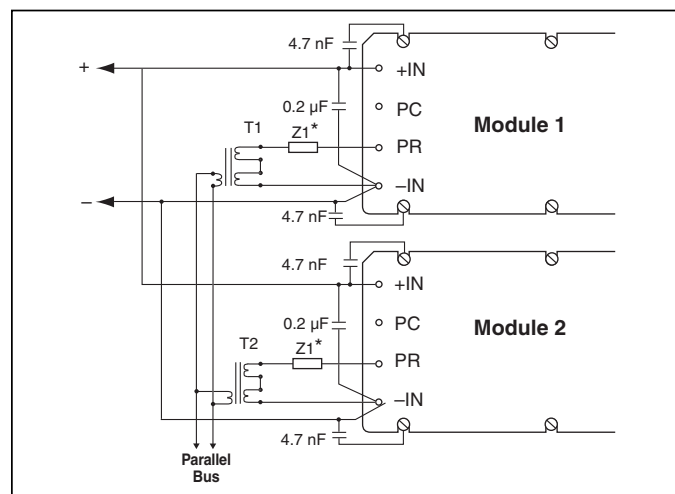 4.7 nF
+
+IN
0.2 µF
PC
T1
Z1*
Module 1
PR
–IN
–
4.7 nF
4.7 nF
+IN
0.2 µF
PC
T2
Z1*
Module 2
PR
–IN
4.7 nF
Parallel
Bus